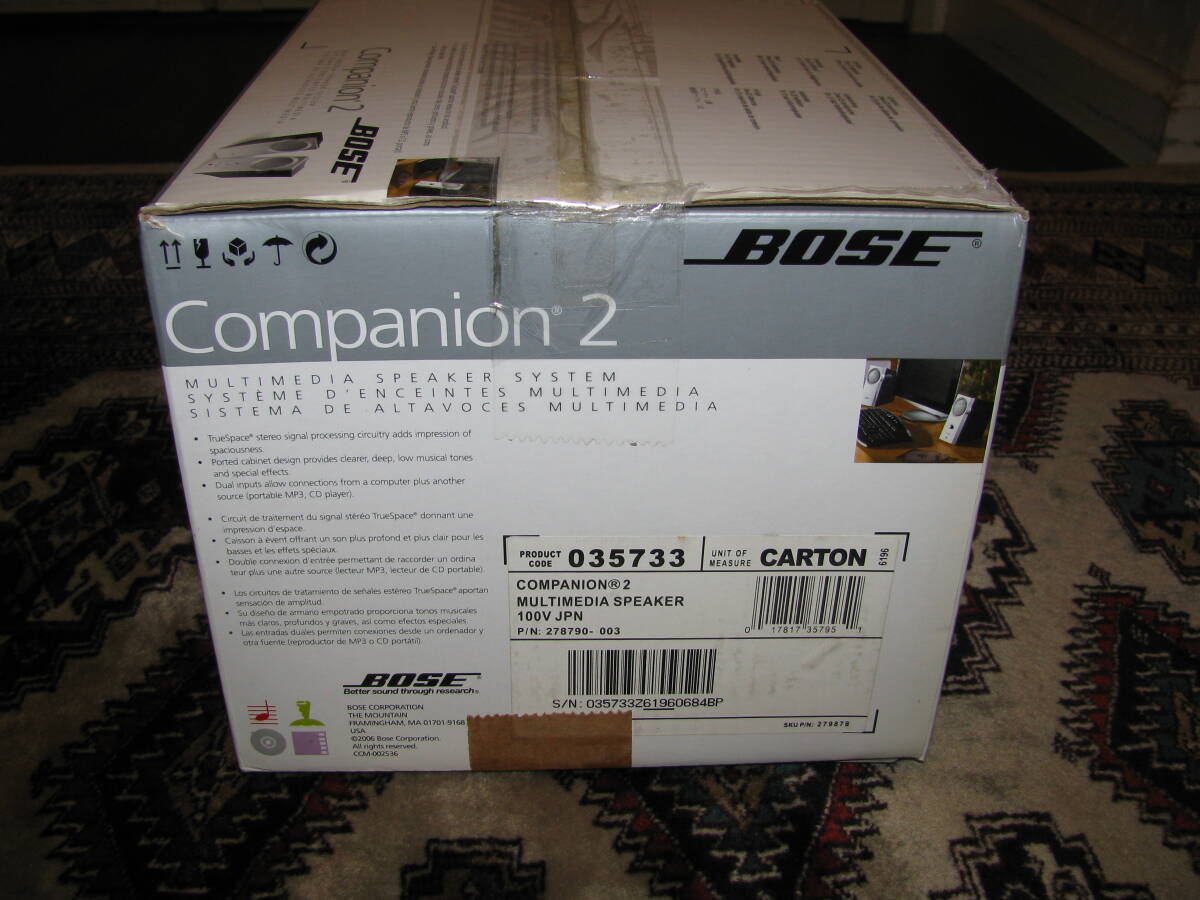 Companion 2
BOSE
BOSE®
Companion® 2
MULTIMEDIA SPEAKER SYSTEM
SYSTÈME D'ENCEINTES MULTIMEDIA
SISTEMA DE ALTAVOCES MULTIMEDIA
• TrueSpace® stereo signal processing circuitry adds impression of
spaciousness.
• Ported cabinet design provides clearer, deep, low musical tones
and special effects.
• Dual inputs allow connections from a computer plus another
source (portable MP3, CD player).
• Circuit de traitement du signal stéréo TrueSpace® donnant une
impression d'espace.
• Caisson à évent offrant un son plus profond et plus clair pour les
basses et les effets spéciaux.
• Double connexion d'entrée permettant de raccorder un ordina
teur plus une autre source (lecteur MP3, lecteur de CD portable).
• Los circuitos de tratamiento de señales estéreo TrueSpace® aportan
sensación de amplitud.
• Su diseño de armario empotrado proporciona tonos musicales
más claros, profundos y graves, así como efectos especiales.
• Las entradas duales permiten conexiones desde un ordenador y
otra fuente (reproductor de MP3 o CD portátil).
PRODUCT CODE 035733
UNIT OF MEASURE CARTON
6196
COMPANION®2
MULTIMEDIA SPEAKER
100V JPN
P/N: 278790- 003
0 17817 35795 1
S/N: 035733Z61960684BP
SKU P/N: 279878
BOSE
Better sound through research®
BOSE CORPORATION
THE MOUNTAIN
FRAMINGHAM, MA 01701-9168
USA
©2006 Bose Corporation.
All rights reserved.
CCM-002536